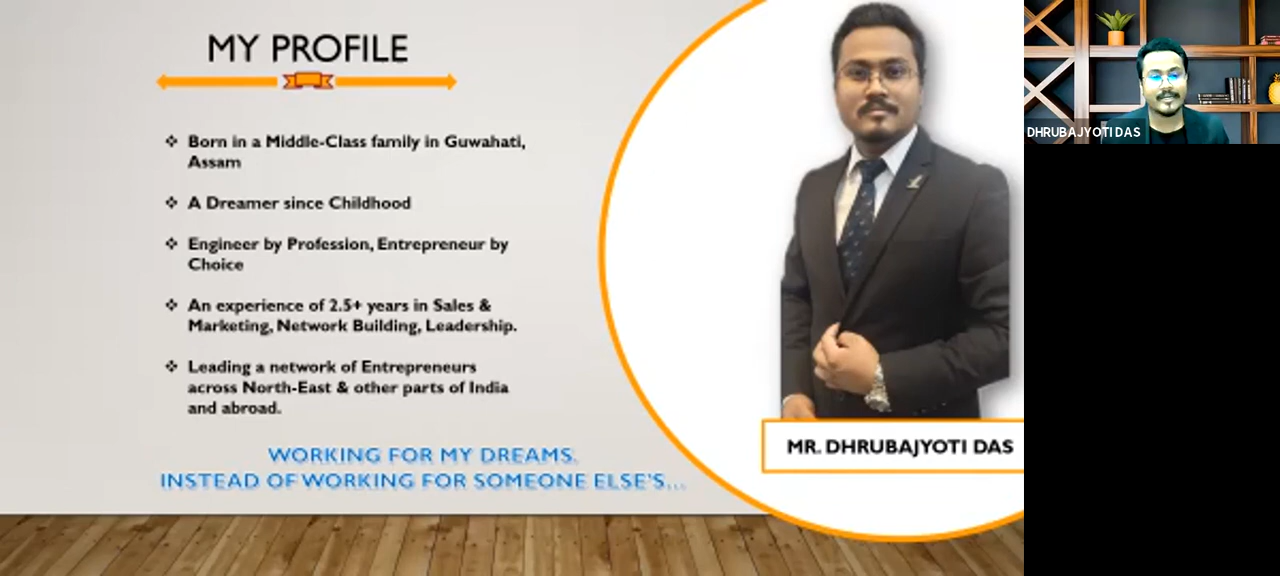 MY PROFILE
Born in a Middle-Class family in Guwahati,
Assam
A Dreamer since Childhood
Engineer by Profession, Entrepreneur by
Choice
An experience of 2.5+ years in Sales &
Marketing, Network Building, Leadership.
Leading a network of Entrepreneurs
across North-East & other parts of India
and abroad.
WORKING FOR MY DREAMS.
INSTEAD OF WORKING FOR SOMEONE ELSE'S...
MR. DHRUBAJYOTI DAS
DHRUBAJYOTI DAS